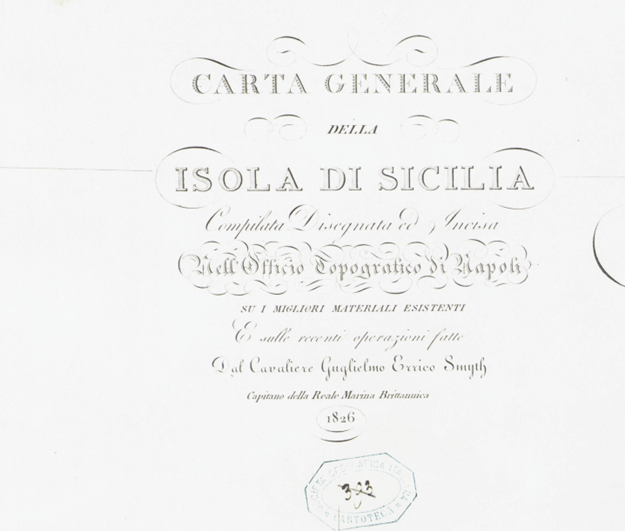 CARTA GENERALE
DELLA
ISOLA DI SICILIA
Compilata Disegnata ed Incisa
Nell'Officio Topografico di Napoli
SU I MIGLIORI MATERIALI ESISTENTI
E sulle recenti operazioni fatte
Dal Cavaliere Guglielmo Errico Smyth
Capitano della Reale Marina Brittannica
1826
CARTOTECA